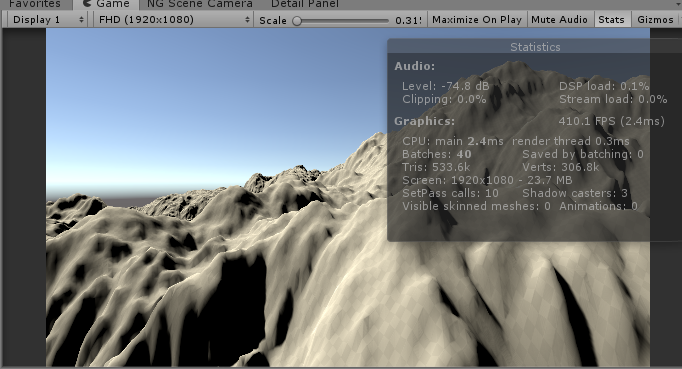 Favorites Game NG Scene Camera Detail Panel
Display 1 FHD (1920x1080) Scale 0.31: Maximize On Play Mute Audio Stats Gizmos
Statistics
Audio:
Level: -74.8 dB DSP load: 0.1%
Clipping: 0.0% Stream load: 0.0%
Graphics: 410.1 FPS (2.4ms)
CPU: main 2.4ms render thread 0.3ms
Batches: 40 Saved by batching: 0
Tris: 533.6k Verts: 306.8k
Screen: 1920x1080 - 23.7 MB
SetPass calls: 10 Shadow casters: 3
Visible skinned meshes: 0 Animations: 0